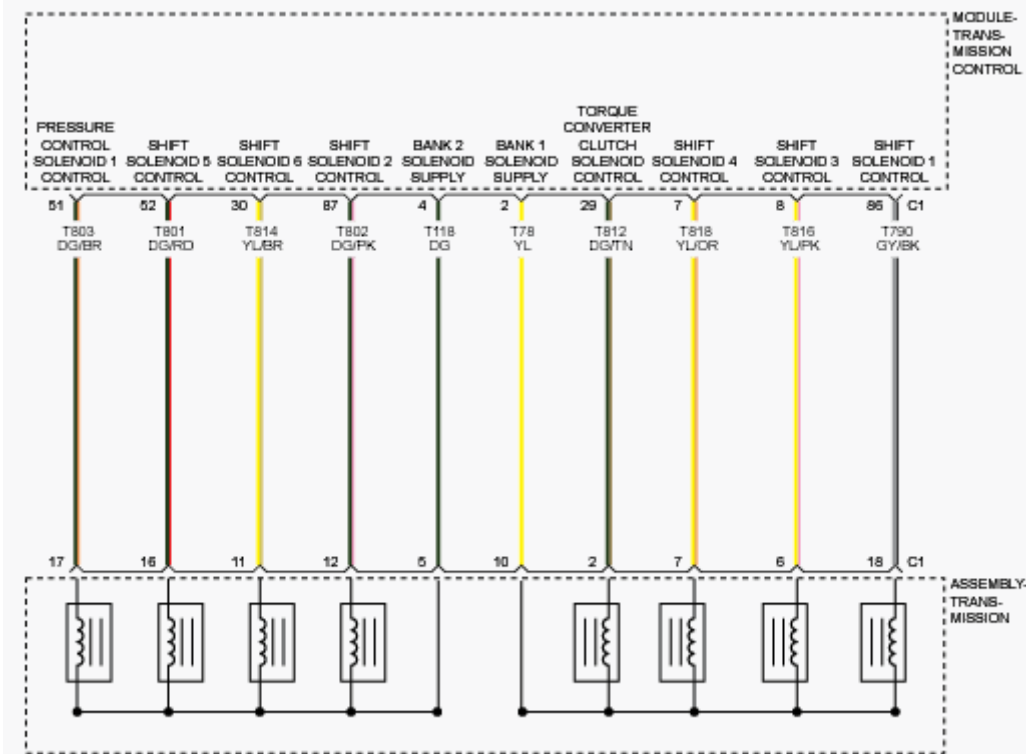 MODULE-
TRANS-
MISSION
CONTROL
PRESSURE
CONTROL
SOLENOID 1
CONTROL
SHIFT
SOLENOID 5
CONTROL
SHIFT
SOLENOID 6
CONTROL
SHIFT
SOLENOID 2
CONTROL
BANK 2
SOLENOID
SUPPLY
BANK 1
SOLENOID
SUPPLY
TORQUE
CONVERTER
CLUTCH
SOLENOID
CONTROL
SHIFT
SOLENOID 4
CONTROL
SHIFT
SOLENOID 3
CONTROL
SHIFT
SOLENOID 1
CONTROL
51 52 30 87 4 2 29 7 8 86 C1
T803 T801 T814 T802 T118 T78 T812 T818 T816 T790
DG/BR DG/RD YL/BR DG/PK DG YL DG/TN YL/OR YL/PK GY/BK
17 16 11 12 5 10 2 7 6 18 C1
ASSEMBLY-
TRANS-
MISSION